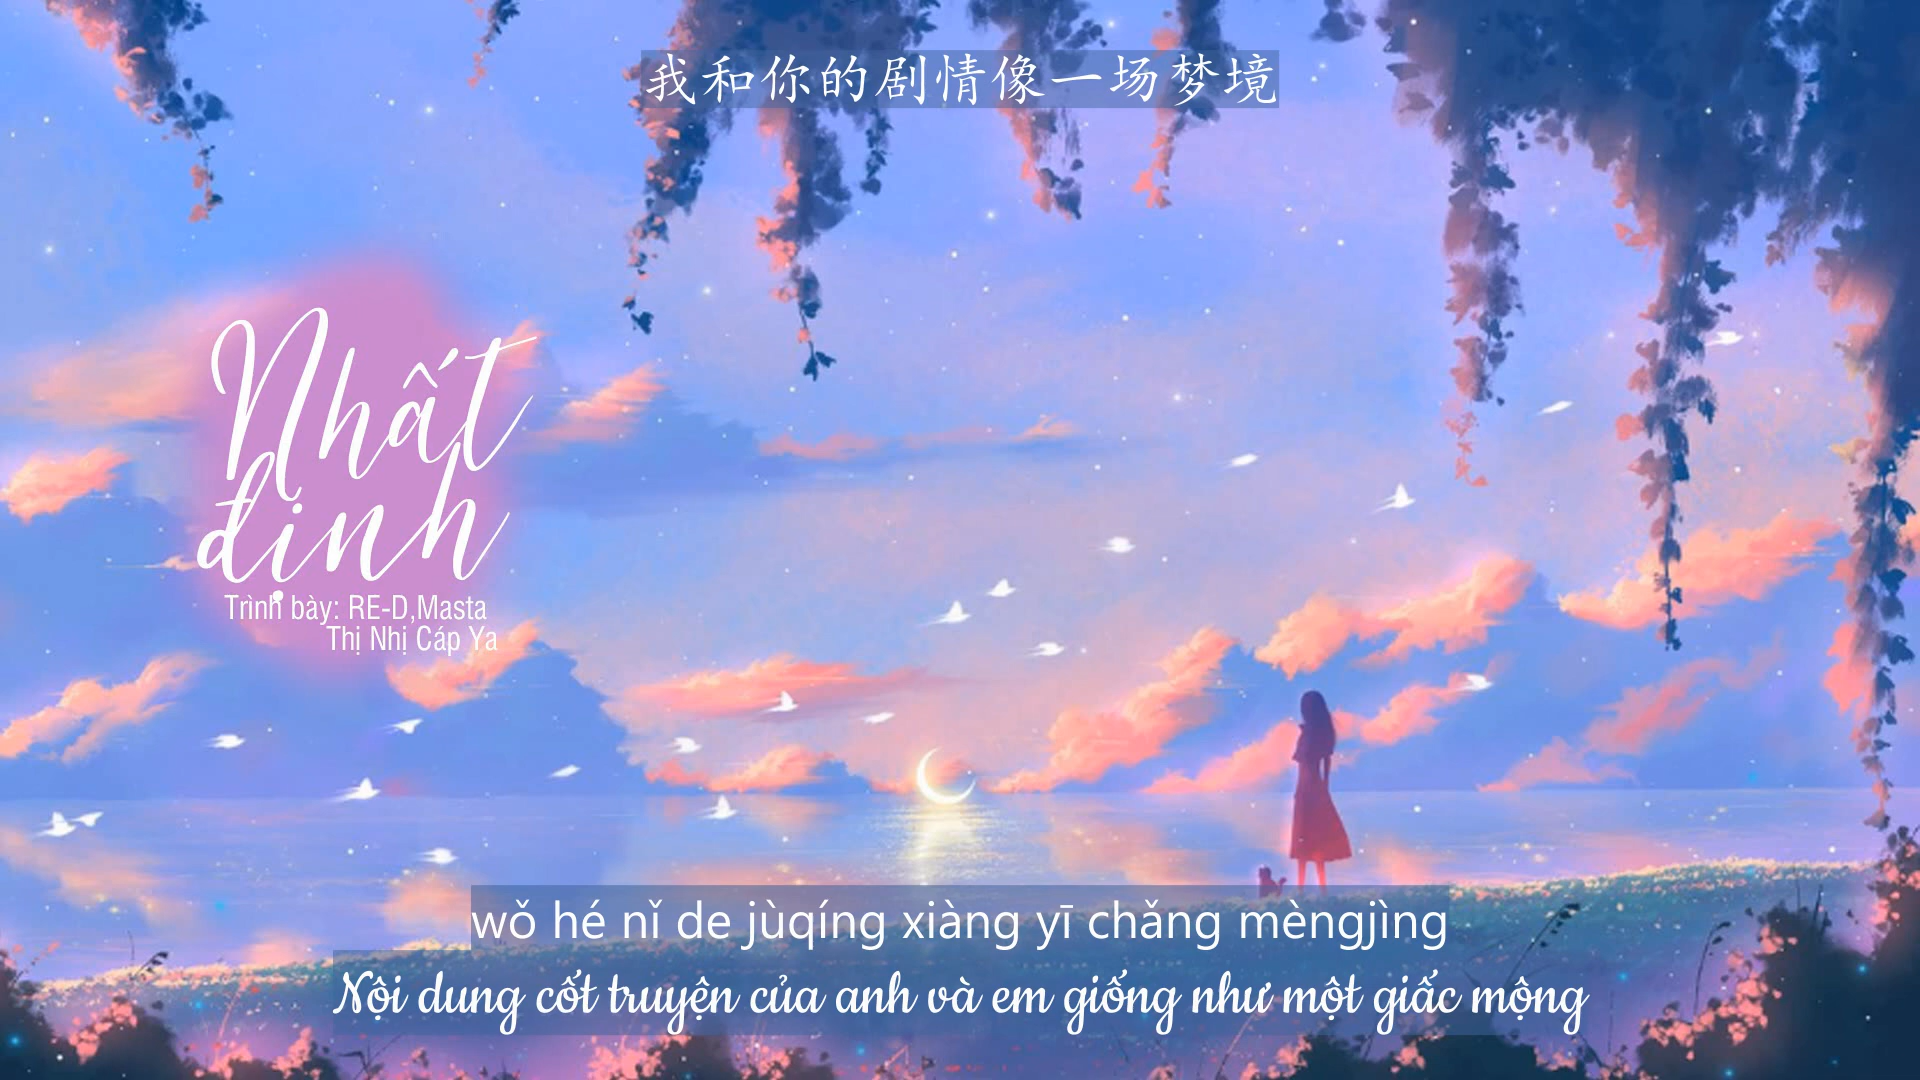 我和你的剧情像一场梦境
Nhất
định
Trình bày: RE-D,Masta
Thị Nhị Cáp Ya
wǒ hé nǐ de jùqíng xiàng yī chǎng mèngjìng
Nội dung cốt truyện của anh và em giống như một giấc mộng